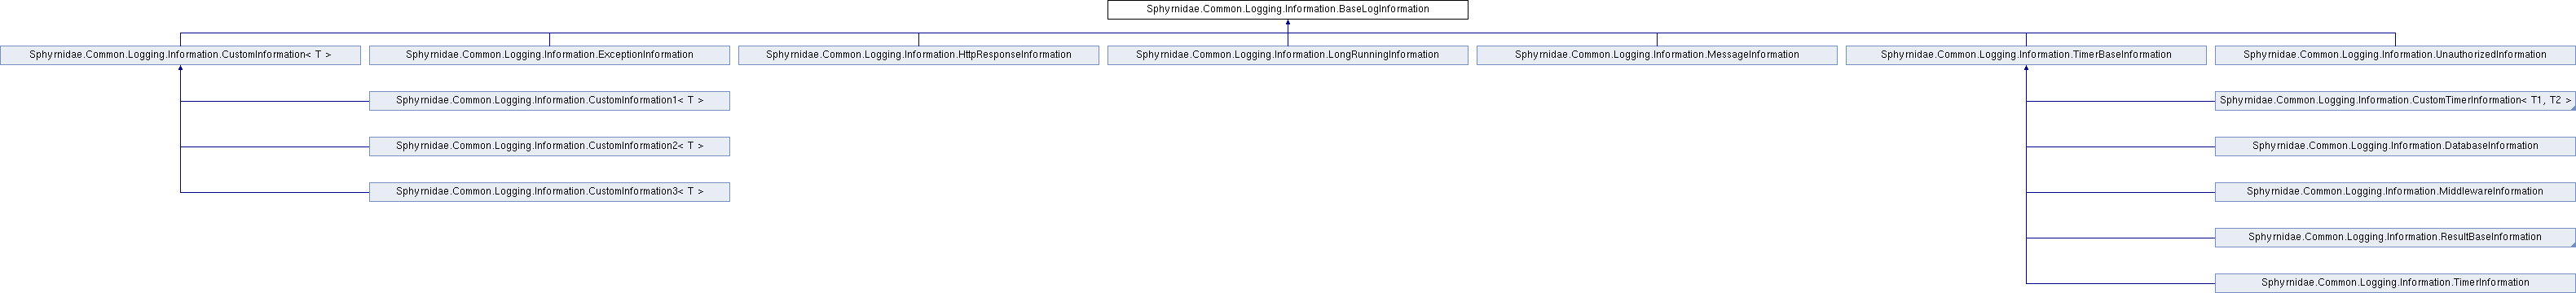 Sphyrnidae.Common.Logging.Information.BaseLogInformation
Sphyrnidae.Common.Logging.Information.CustomInformation< T >
Sphyrnidae.Common.Logging.Information.ExceptionInformation
Sphyrnidae.Common.Logging.Information.HttpResponseInformation
Sphyrnidae.Common.Logging.Information.LongRunningInformation
Sphyrnidae.Common.Logging.Information.MessageInformation
Sphyrnidae.Common.Logging.Information.TimerBaseInformation
Sphyrnidae.Common.Logging.Information.UnauthorizedInformation
Sphyrnidae.Common.Logging.Information.CustomInformation1< T >
Sphyrnidae.Common.Logging.Information.CustomTimerInformation< T1, T2 >
Sphyrnidae.Common.Logging.Information.CustomInformation2< T >
Sphyrnidae.Common.Logging.Information.DatabaseInformation
Sphyrnidae.Common.Logging.Information.CustomInformation3< T >
Sphyrnidae.Common.Logging.Information.MiddlewareInformation
Sphyrnidae.Common.Logging.Information.ResultBaseInformation
Sphyrnidae.Common.Logging.Information.TimerInformation